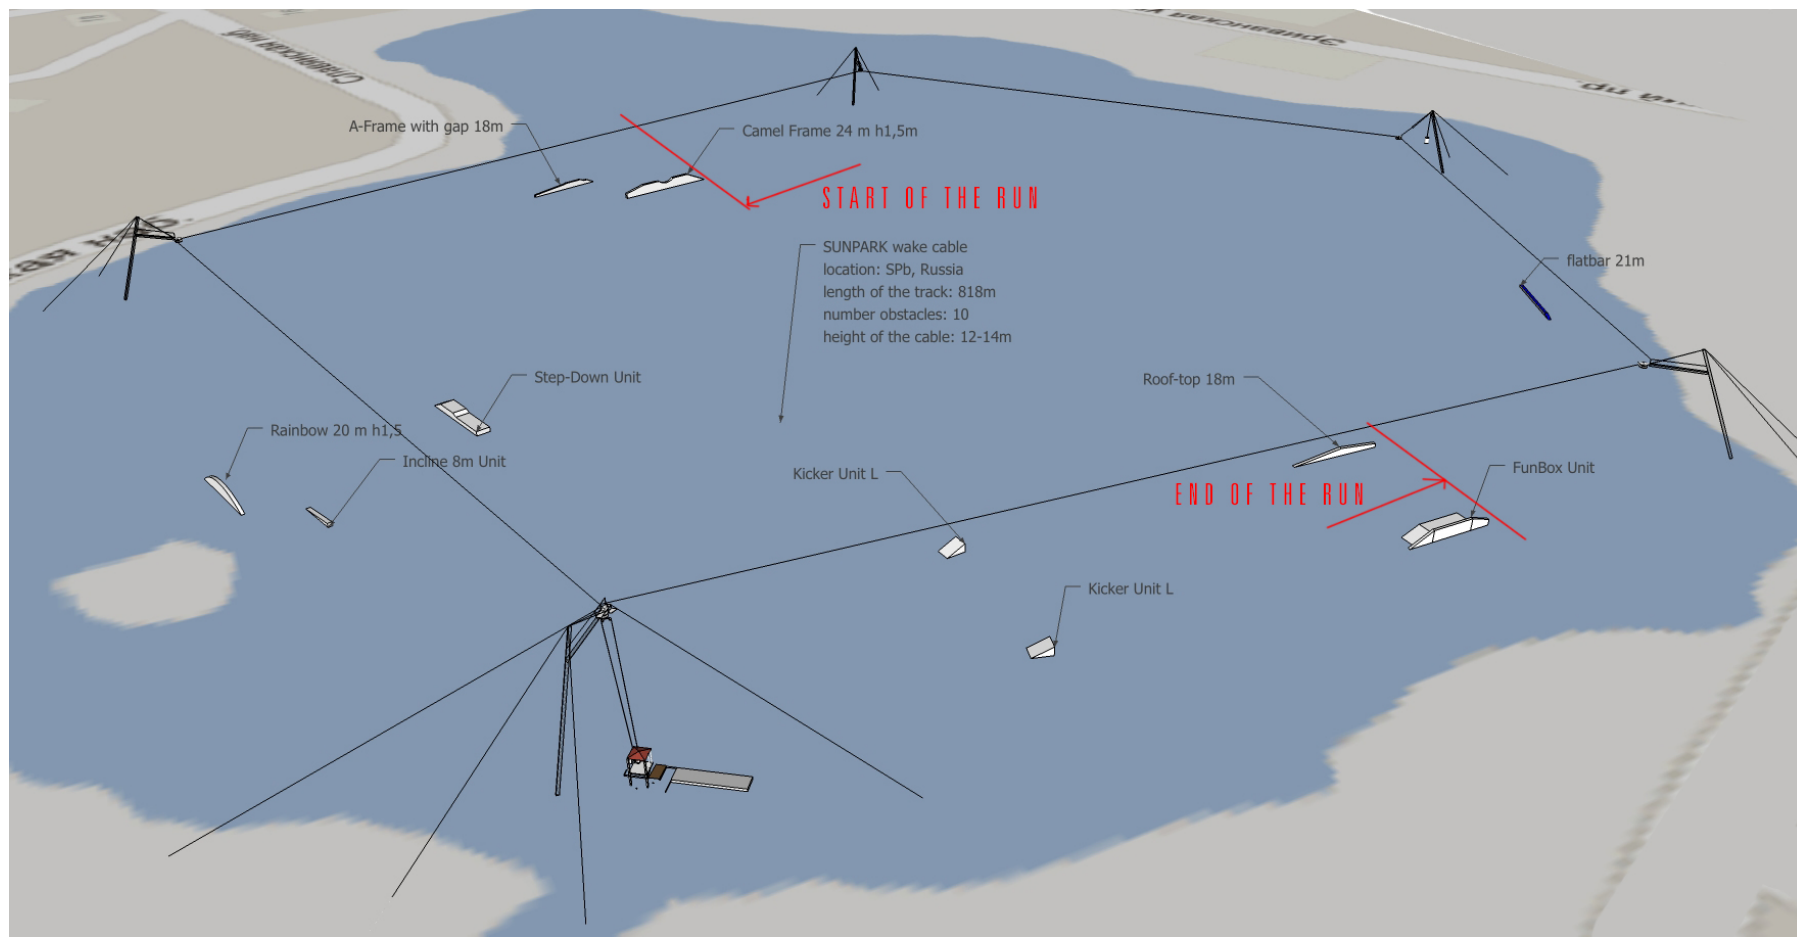 Славянская наб
Эриванская у
A-Frame with gap 18m
Camel Frame 24 m h1,5m
START OF THE RUN
SUNPARK wake cable
location: SPb, Russia
length of the track: 818m
number obstacles: 10
height of the cable: 12-14m
flatbar 21m
Step-Down Unit
Roof-top 18m
Rainbow 20 m h1,5
Incline 8m Unit
Kicker Unit L
FunBox Unit
END OF THE RUN
Kicker Unit L